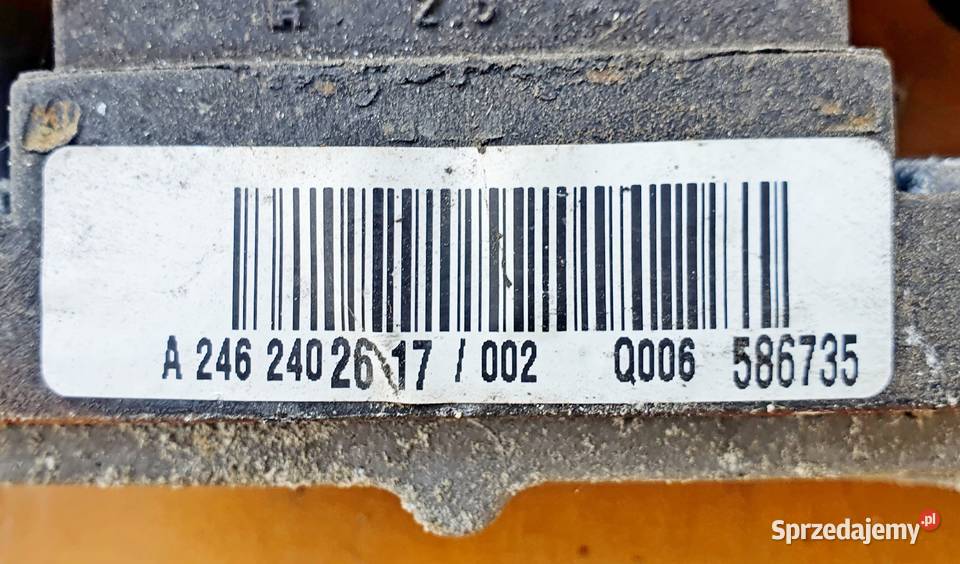 A 246 240 26 17 / 002 Q006 586735
Sprzedajemy.pl